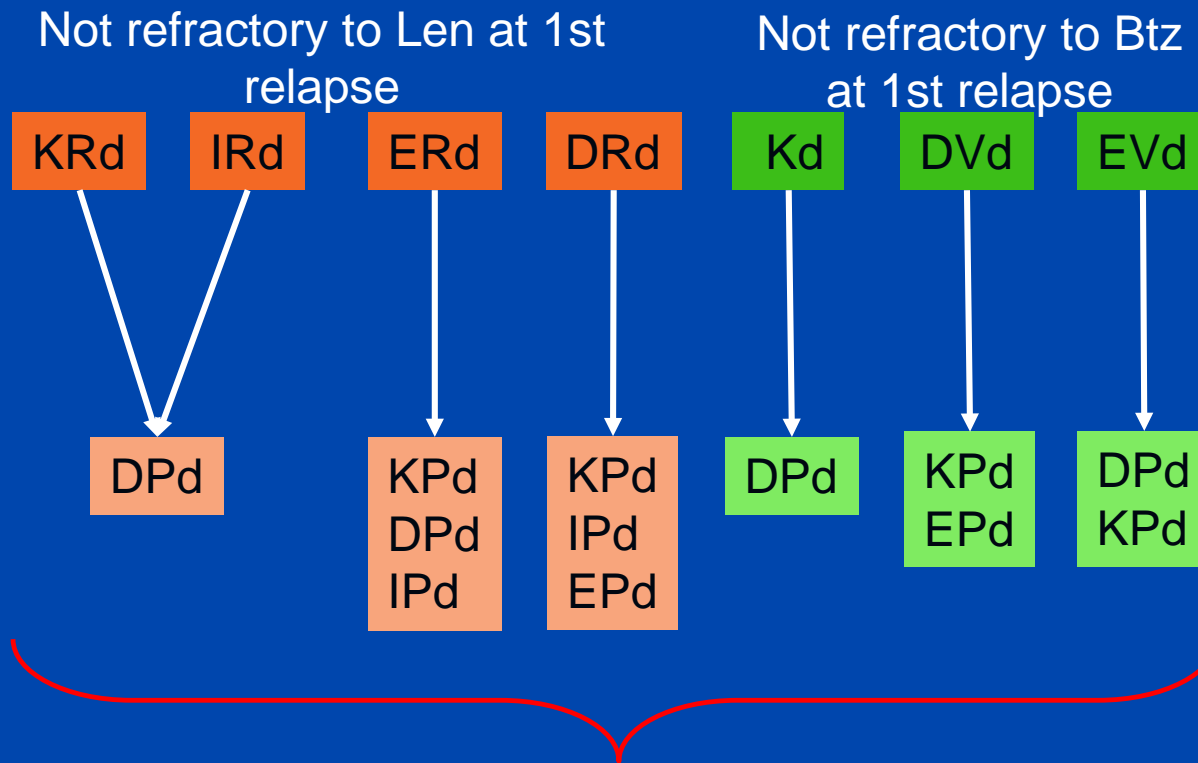 Not refractory to Len at 1st
relapse
Not refractory to Btz
at 1st relapse
KRd
IRd
ERd
DRd
Kd
DVd
EVd
DPd
KPd
DPd
IPd
KPd
IPd
EPd
DPd
KPd
EPd
DPd
KPd